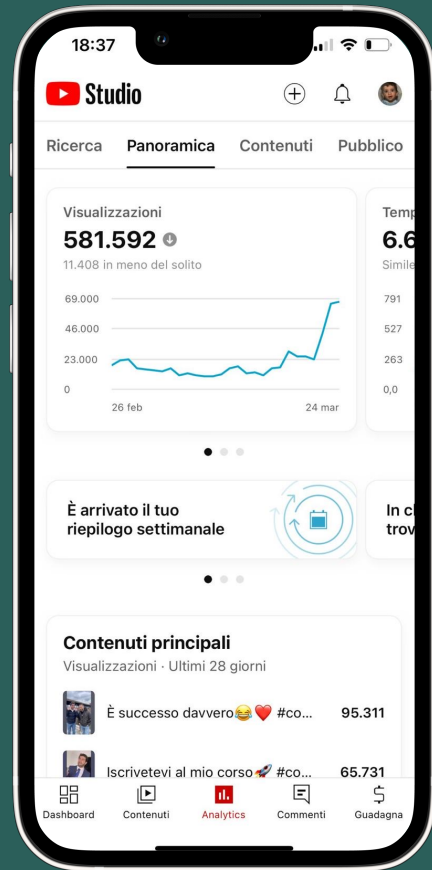 18:37
Studio
Ricerca Panoramica Contenuti Pubblico
Visualizzazioni
581.592
11.408 in meno del solito
69.000
46.000
23.000
0
26 feb 24 mar
Temp
6.6
Simile
791
527
263
0,0
È arrivato il tuo
riepilogo settimanale
In cl
trov
Contenuti principali
Visualizzazioni · Ultimi 28 giorni
È successo davvero😂❤️ #co... 95.311
Iscrivetevi al mio corso🚀 #co... 65.731
Dashboard Contenuti Analytics Commenti Guadagna